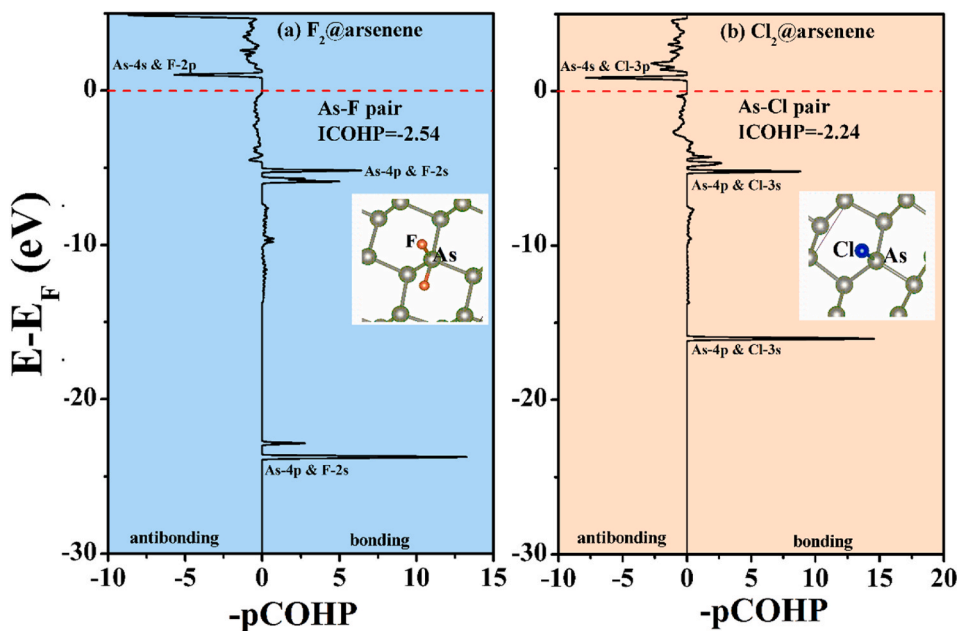 (a) F₂@arsenene
As-4s & F-2p
As-F pair
ICOHP=-2.54
As-4p & F-2s
F
As
As-4p & F-2s
antibonding
bonding
0
-10
-20
-30
E-E_F (eV)
-10
-5
0
5
10
15
-pCOHP
(b) Cl₂@arsenene
As-4s & Cl-3p
As-Cl pair
ICOHP=-2.24
As-4p & Cl-3s
Cl
As
As-4p & Cl-3s
antibonding
bonding
-10
-5
0
5
10
15
20
-pCOHP